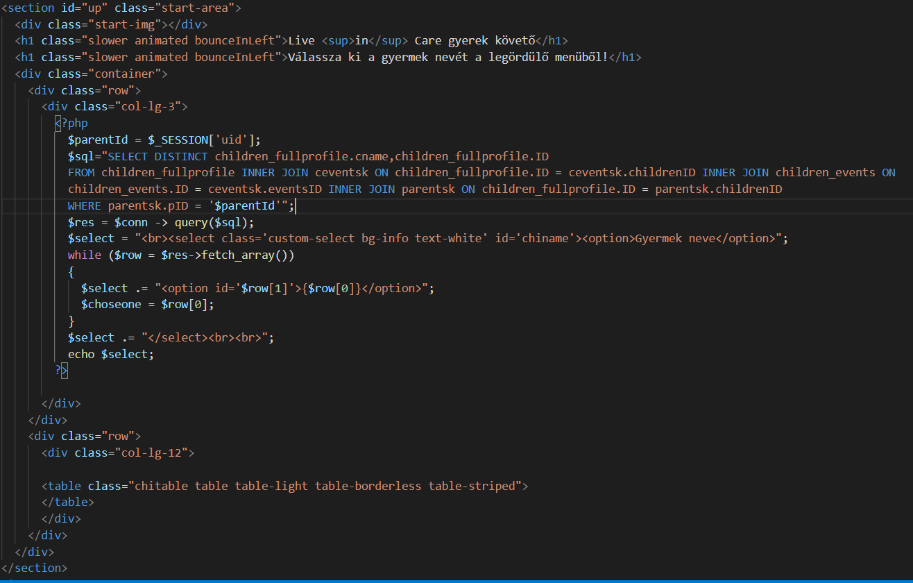 <section id="up" class="start-area">
<div class="start-img"></div>
<h1 class="slower animated bounceInLeft">Live <sup>in</sup> Care gyerek követő</h1>
<h1 class="slower animated bounceInLeft">Válassza ki a gyermek nevét a legördülő menüből!</h1>
<div class="container">
<div class="row">
<div class="col-lg-3">
<?php
$parentId = $_SESSION['uid'];
$sql="SELECT DISTINCT children_fullprofile.cname,children_fullprofile.ID
FROM children_fullprofile INNER JOIN ceventsk ON children_fullprofile.ID = ceventsk.childrenID INNER JOIN children_events ON
children_events.ID = ceventsk.eventsID INNER JOIN parentsk ON children_fullprofile.ID = parentsk.childrenID
WHERE parentsk.pID = '$parentId'";
$res = $conn -> query($sql);
$select = "<br><select class='custom-select bg-info text-white' id='chiname'><option>Gyermek neve</option>";
while ($row = $res->fetch_array())
{
$select .= "<option id='$row[1]'>{$row[0]}</option>";
$choseone = $row[0];
}
$select .= "</select><br><br>";
echo $select;
?>
</div>
</div>
<div class="row">
<div class="col-lg-12">
<table class="chitable table table-light table-borderless table-striped">
</table>
</div>
</div>
</div>
</section>